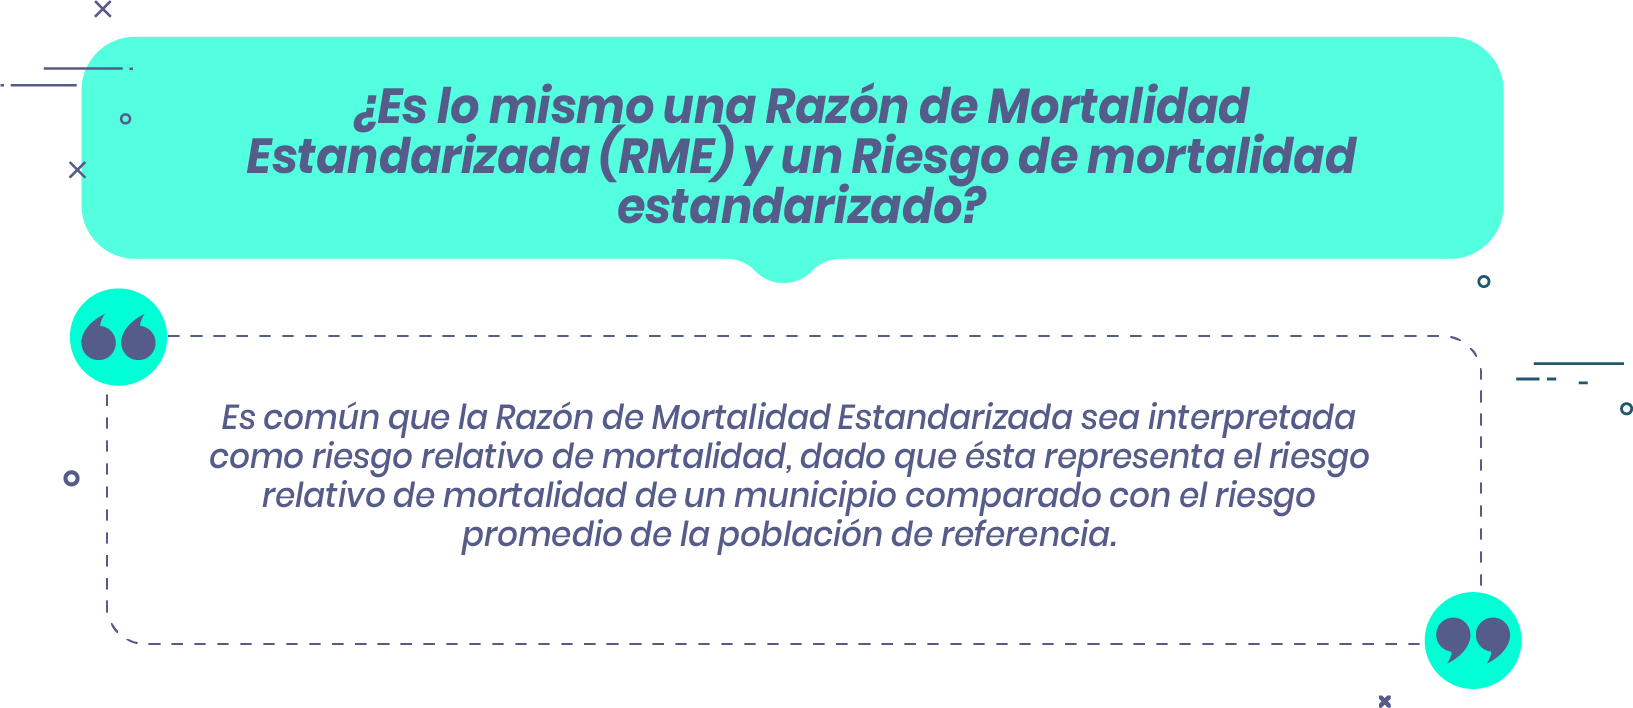 ¿Es lo mismo una Razón de Mortalidad
Estandarizada (RME) y un Riesgo de mortalidad
estandarizado?
Es común que la Razón de Mortalidad Estandarizada sea interpretada
como riesgo relativo de mortalidad, dado que ésta representa el riesgo
relativo de mortalidad de un municipio comparado con el riesgo
promedio de la población de referencia.